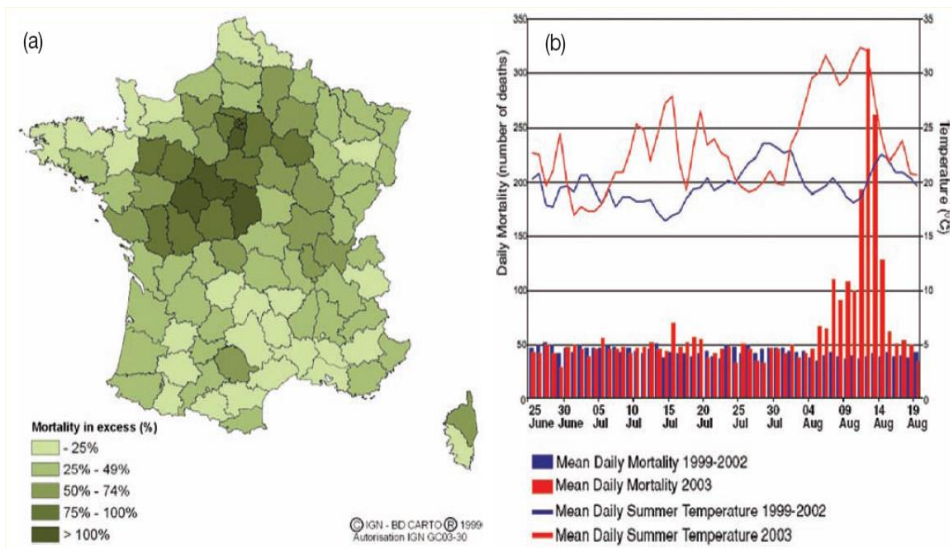 (a)
Mortality in excess (%)
- 25%
25% - 49%
50% - 74%
75% - 100%
> 100%
Ⓒ IGN - BD CARTO Ⓡ 1999
Autorisation IGN GC03-30
(b)
Daily Mortality (number of deaths)
350
300
250
200
150
100
50
0
35
30
25
20
15
10
5
0
Temperature (°C)
25 30 05 10 15 20 25 30 04 09 14 19
June June Jul Jul Jul Jul Jul Jul Aug Aug Aug Aug
Mean Daily Mortality 1999-2002
Mean Daily Mortality 2003
Mean Daily Summer Temperature 1999-2002
Mean Daily Summer Temperature 2003